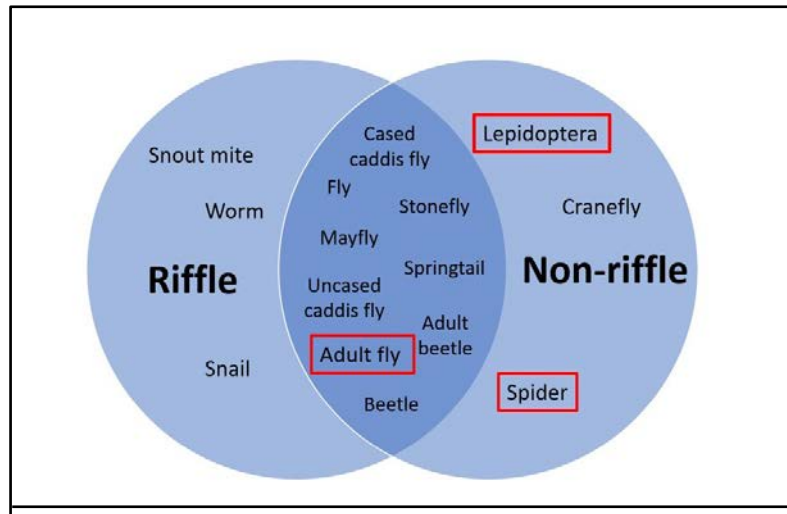 Snout mite
Worm
Riffle
Snail
Cased
caddis fly
Fly
Stonefly
Mayfly
Springtail
Uncased
caddis fly
Adult
beetle
Adult fly
Beetle
Lepidoptera
Cranefly
Non-riffle
Spider